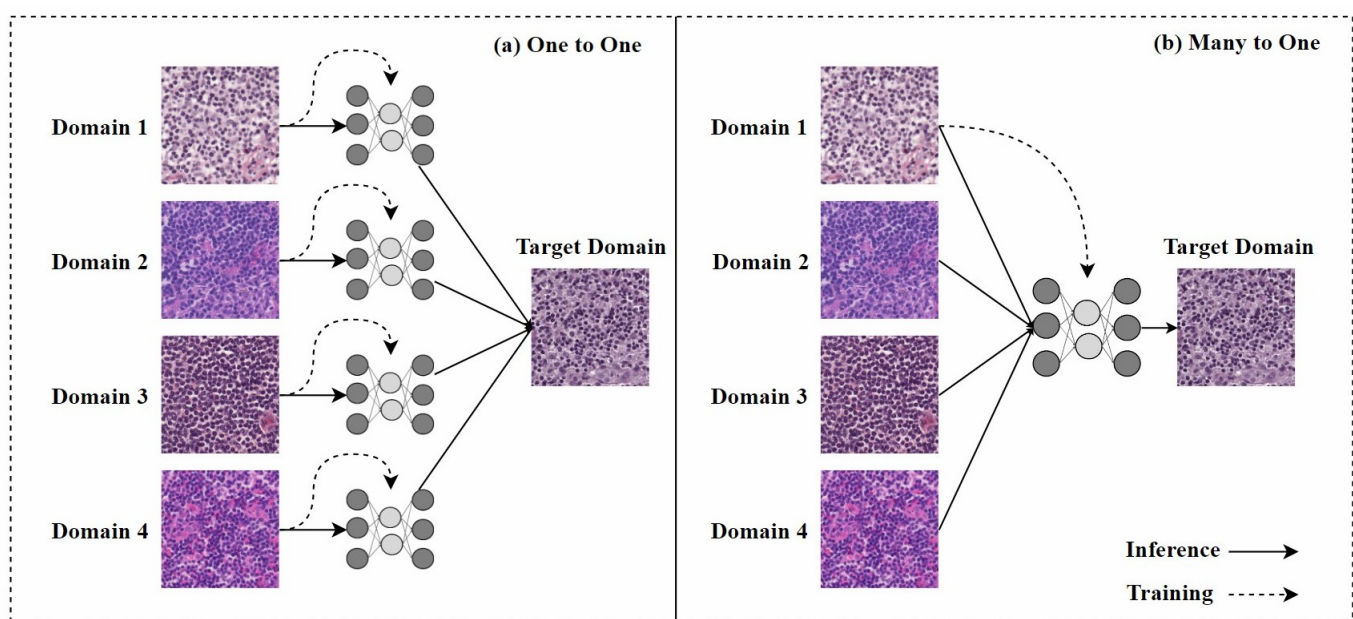 (a) One to One
Domain 1
Domain 2
Target Domain
Domain 3
Domain 4
(b) Many to One
Domain 1
Domain 2
Target Domain
Domain 3
Domain 4
Inference
Training